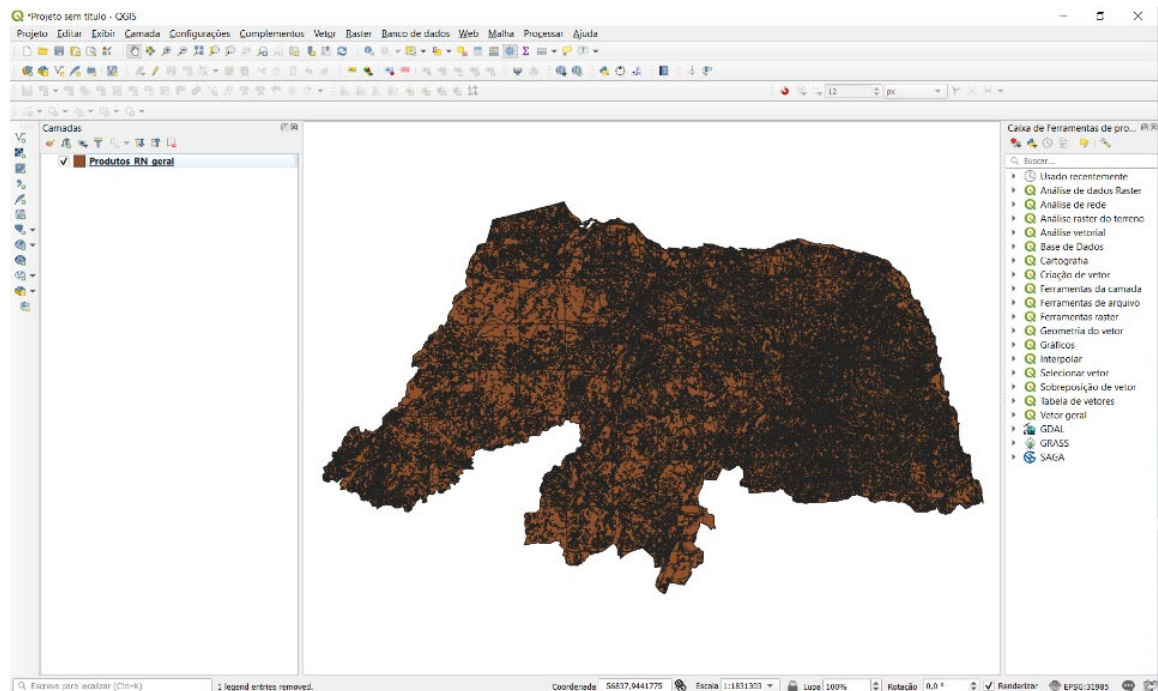 *Projeto sem título - QGIS
Projeto Editar Exibir Camada Configurações Complementos Vetor Raster Banco de dados Web Malha Processar Ajuda
12 px
Camadas
Produtos RN geral
Caixa de Ferramentas de pro...
Buscar...
Usado recentemente
Análise de dados Raster
Análise de rede
Análise raster do terreno
Análise vetorial
Base de Dados
Cartografia
Criação de vetor
Ferramentas da camada
Ferramentas de arquivo
Ferramentas raster
Geometria do vetor
Gráficos
Interpolar
Selecionar vetor
Sobreposição de vetor
Tabela de vetores
Vetor geral
GDAL
GRASS
SAGA
Escreva para localizar (Ctrl+K) 1 legend entries removed. Coordenada 56837,9441775 Escala 1:1831303 Lupa 100% Rotação 0,0 ° Renderizar EPSG:31985